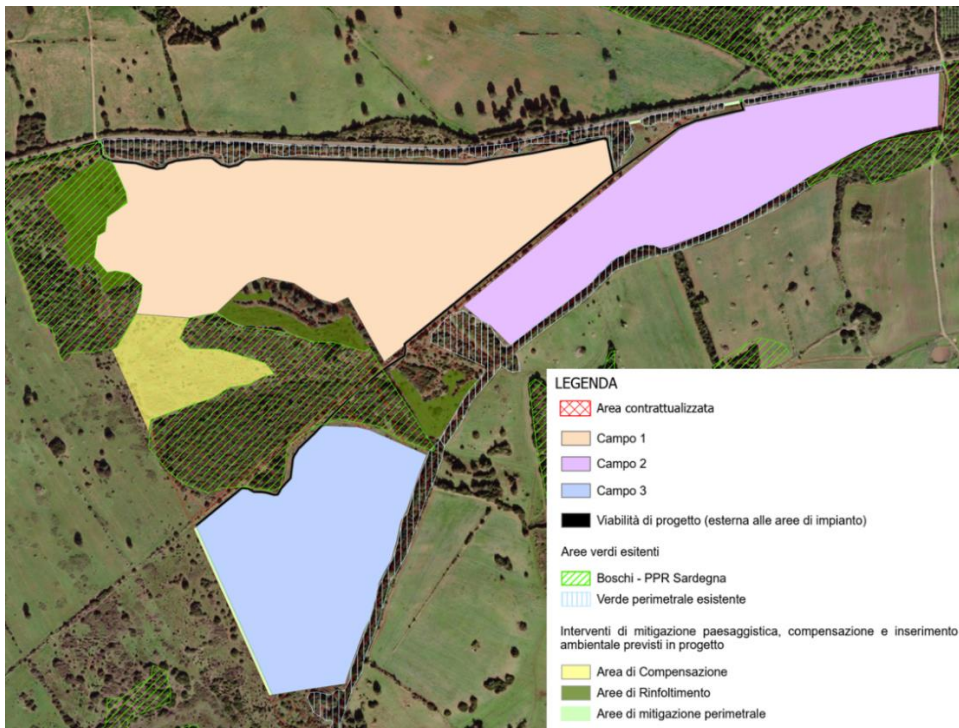 LEGENDA
Area contrattualizzata
Campo 1
Campo 2
Campo 3
Viabilità di progetto (esterna alle aree di impianto)
Aree verdi esitenti
Boschi - PPR Sardegna
Verde perimetrale esistente
Interventi di mitigazione paesaggistica, compensazione e inserimento
ambientale previsti in progetto
Area di Compensazione
Aree di Rinfoltimento
Aree di mitigazione perimetrale